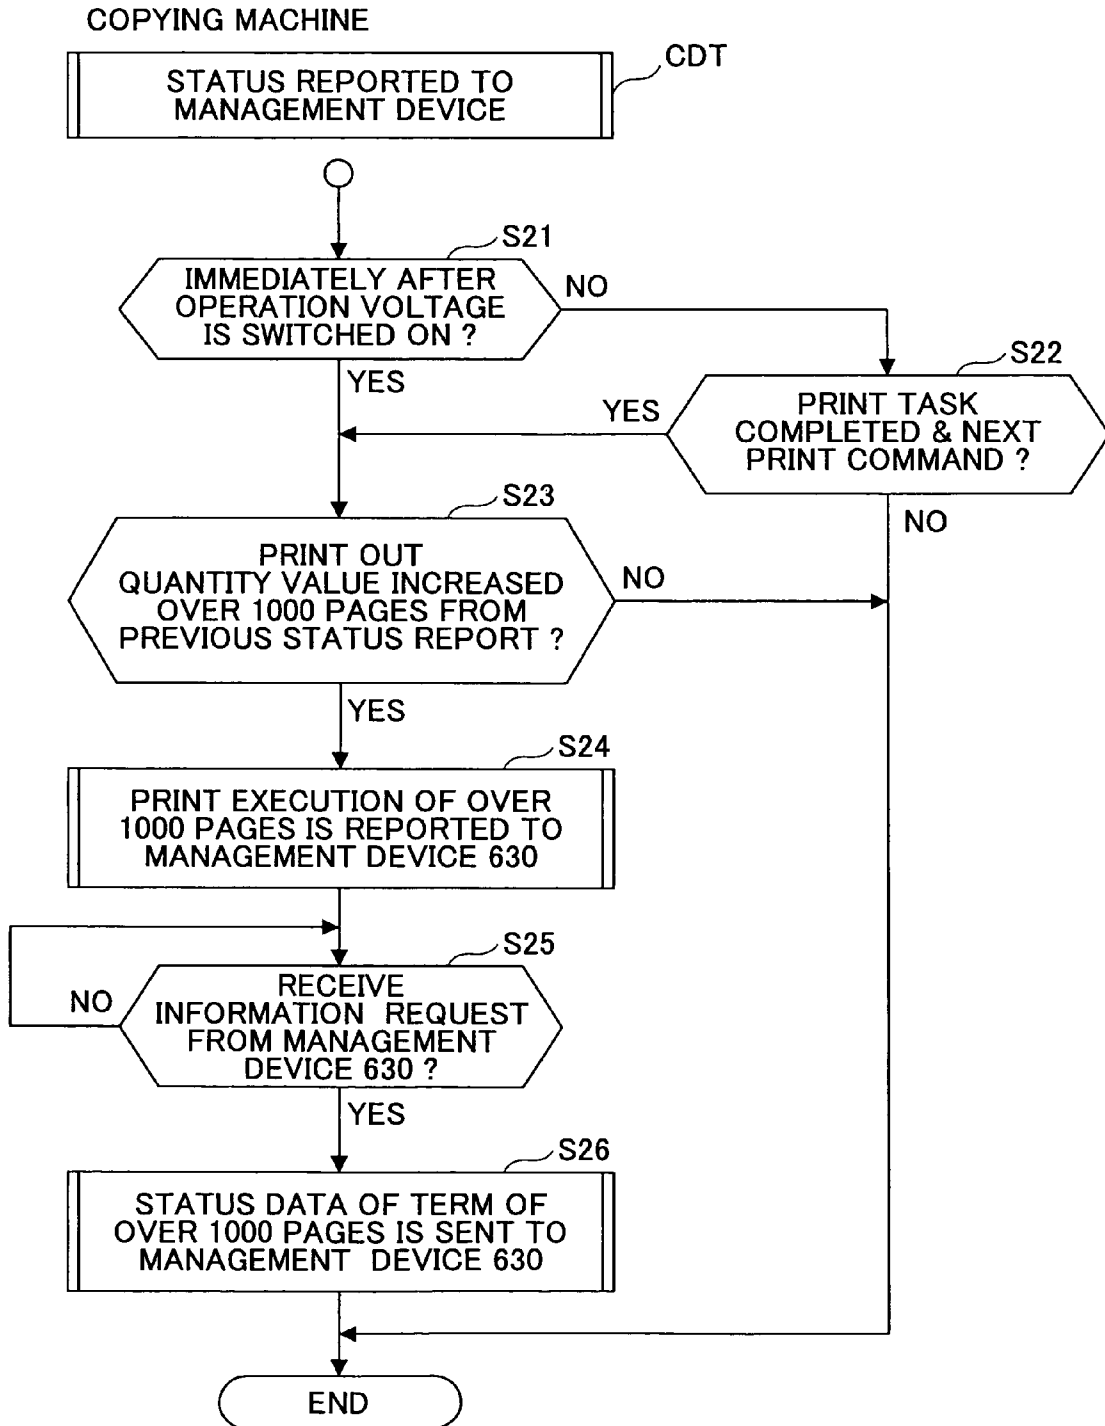 COPYING MACHINE
STATUS REPORTED TO
MANAGEMENT DEVICE
CDT
S21
IMMEDIATELY AFTER
OPERATION VOLTAGE
IS SWITCHED ON ?
NO
YES
S22
PRINT TASK
COMPLETED & NEXT
PRINT COMMAND ?
YES
NO
S23
PRINT OUT
QUANTITY VALUE INCREASED
OVER 1000 PAGES FROM
PREVIOUS STATUS REPORT ?
NO
YES
S24
PRINT EXECUTION OF OVER
1000 PAGES IS REPORTED TO
MANAGEMENT DEVICE 630
S25
RECEIVE
INFORMATION REQUEST
FROM MANAGEMENT
DEVICE 630 ?
NO
YES
S26
STATUS DATA OF TERM OF
OVER 1000 PAGES IS SENT TO
MANAGEMENT DEVICE 630
END